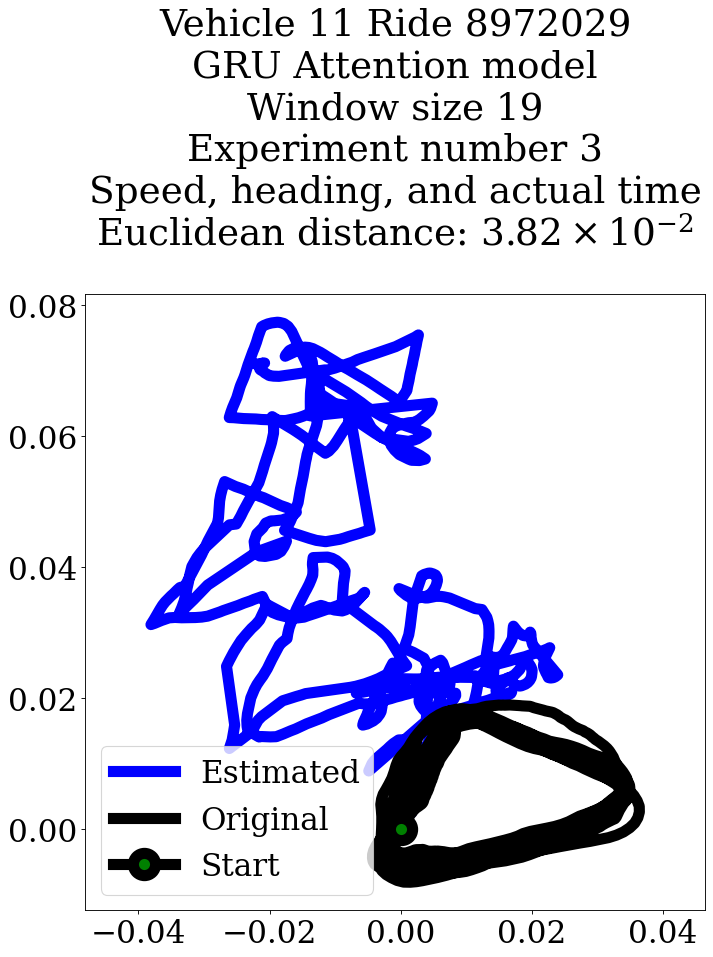 Vehicle 11 Ride 8972029
GRU Attention model
Window size 19
Experiment number 3
Speed, heading, and actual time
Euclidean distance: 3.82 × 10⁻²
0.08
0.06
0.04
0.02
0.00
Estimated
Original
Start
−0.04 −0.02 0.00 0.02 0.04